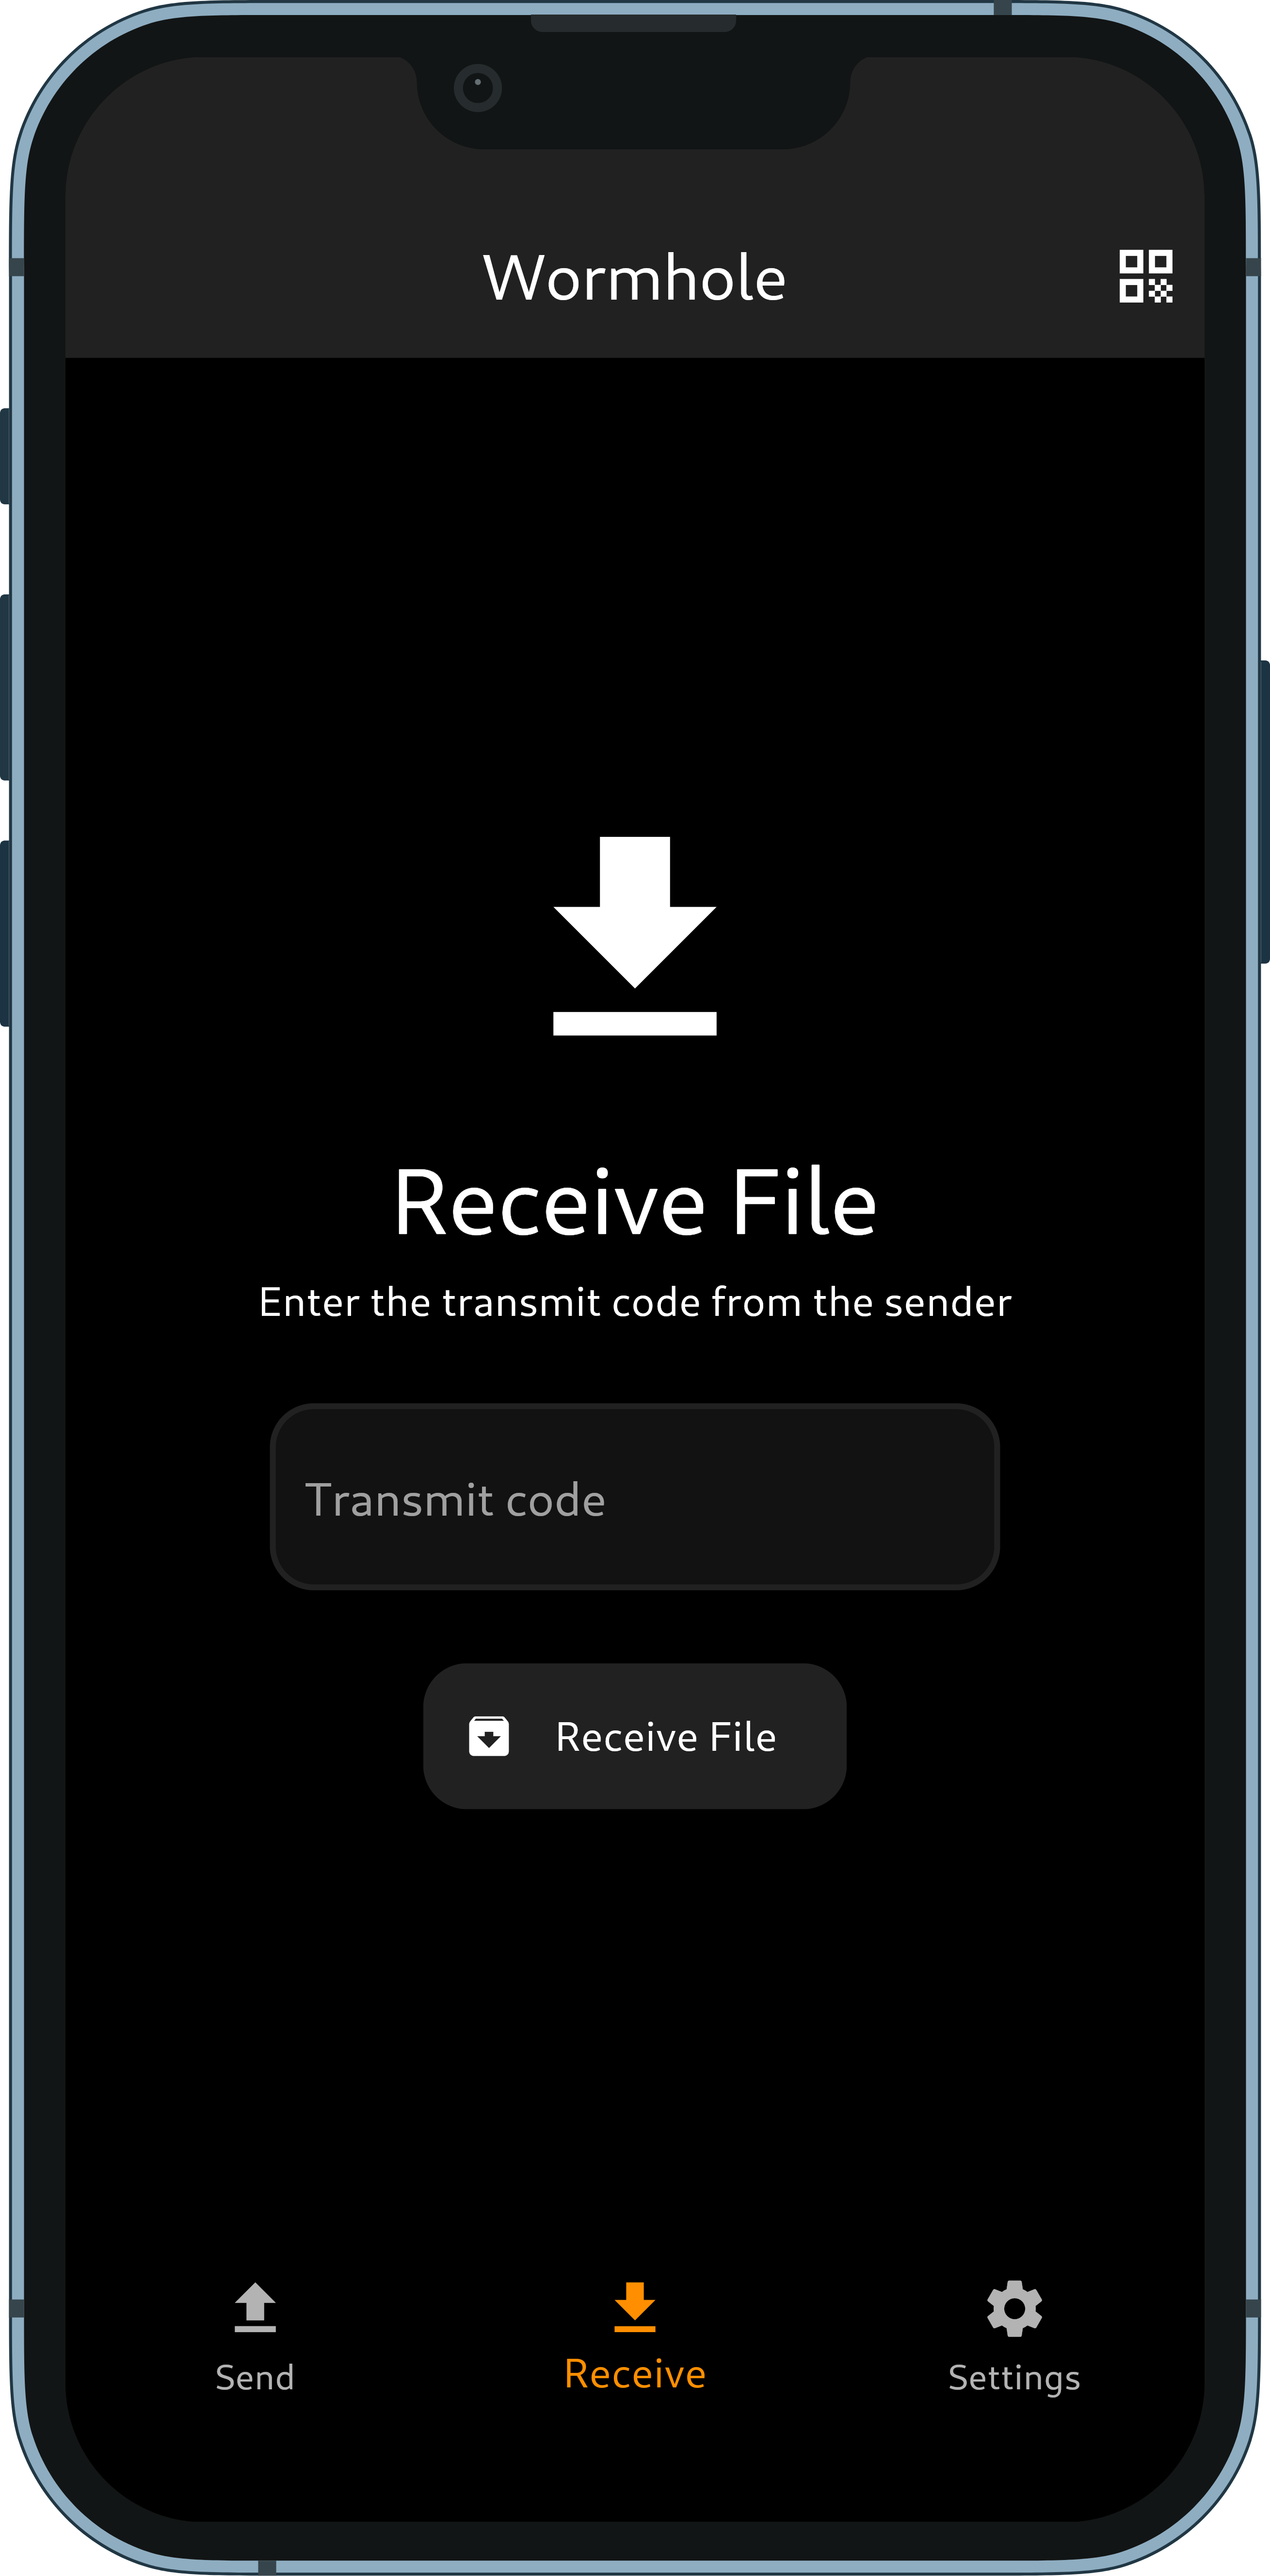 Wormhole
Receive File
Enter the transmit code from the sender
Transmit code
Receive File
Send
Receive
Settings